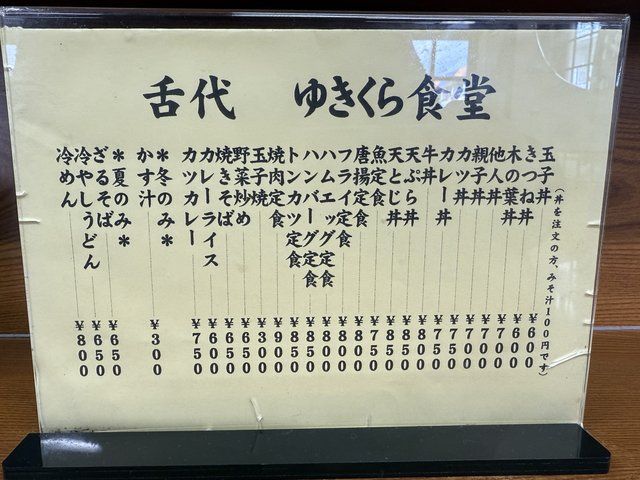 舌代　ゆきくら食堂
玉子丼 ￥600
（丼を注文の方、みそ汁100円です）
きつね丼 ￥600
木の葉丼 ￥700
他人丼 ￥700
親子丼 ￥700
カツ丼 ￥750
カレー丼 ￥750
牛丼 ￥800
天ぷら丼 ￥850
天とじ丼 ￥850
魚定食 ￥750
唐揚定食 ￥800
フライ定食 ￥800
ハムエッグ定食 ￥800
ハンバーグ定食 ￥850
トンカツ定食 ￥850
焼肉定食 ￥900
玉子焼 ￥300
野菜炒め ￥650
焼きそば ￥650
カレーライス ￥600
カツカレー ￥750
＊冬のみ＊
かす汁 ￥300
＊夏のみ＊
ざるそば ￥650
冷やしうどん ￥650
冷めん ￥800